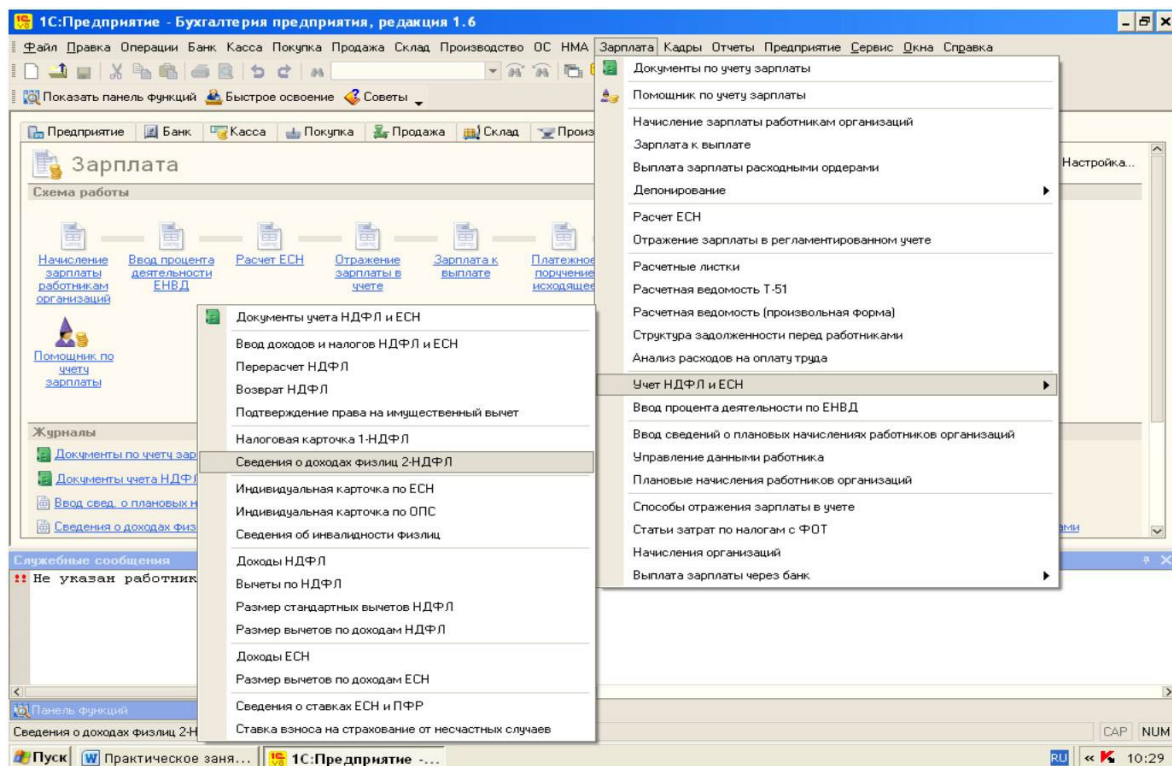 1С:Предприятие - Бухгалтерия предприятия, редакция 1.6
Файл Правка Операции Банк Касса Покупка Продажа Склад Производство ОС НМА Зарплата Кадры Отчеты Предприятие Сервис Окна Справка
Показать панель функций Быстрое освоение Советы
Предприятие Банк Касса Покупка Продажа Склад Произв
Зарплата
Настройка...
Схема работы
Начисление зарплаты работникам организаций
Ввод процента деятельности ЕНВД
Расчет ЕСН
Отражение зарплаты в учете
Зарплата к выплате
Платежное поручение исходящее
Помощник по учету зарплаты
Журналы
Документы по учету зар
Документы учета НДФЛ
Ввод свед. о плановых н
Сведения о доходах физ
ами
Служебные сообщения
!! Не указан работник
Панель функций
Сведения о доходах физлиц 2-Н
CAP NUM
Документы по учету зарплаты
Помощник по учету зарплаты
Начисление зарплаты работникам организаций
Зарплата к выплате
Выплата зарплаты расходными ордерами
Депонирование
Расчет ЕСН
Отражение зарплаты в регламентированном учете
Расчетные листки
Расчетная ведомость Т-51
Расчетная ведомость (произвольная форма)
Структура задолженности перед работниками
Анализ расходов на оплату труда
Учет НДФЛ и ЕСН
Ввод процента деятельности по ЕНВД
Ввод сведений о плановых начислениях работников организаций
Управление данными работника
Плановые начисления работников организаций
Способы отражения зарплаты в учете
Статьи затрат по налогам с ФОТ
Начисления организаций
Выплата зарплаты через банк
Документы учета НДФЛ и ЕСН
Ввод доходов и налогов НДФЛ и ЕСН
Перерасчет НДФЛ
Возврат НДФЛ
Подтверждение права на имущественный вычет
Налоговая карточка 1-НДФЛ
Сведения о доходах физлиц 2-НДФЛ
Индивидуальная карточка по ЕСН
Индивидуальная карточка по ОПС
Сведения об инвалидности физлиц
Доходы НДФЛ
Вычеты по НДФЛ
Размер стандартных вычетов НДФЛ
Размер вычетов по доходам НДФЛ
Доходы ЕСН
Размер вычетов по доходам ЕСН
Сведения о ставках ЕСН и ПФР
Ставка взноса на страхование от несчастных случаев
Пуск Практическое заня... 1С:Предприятие -... RU « 10:29